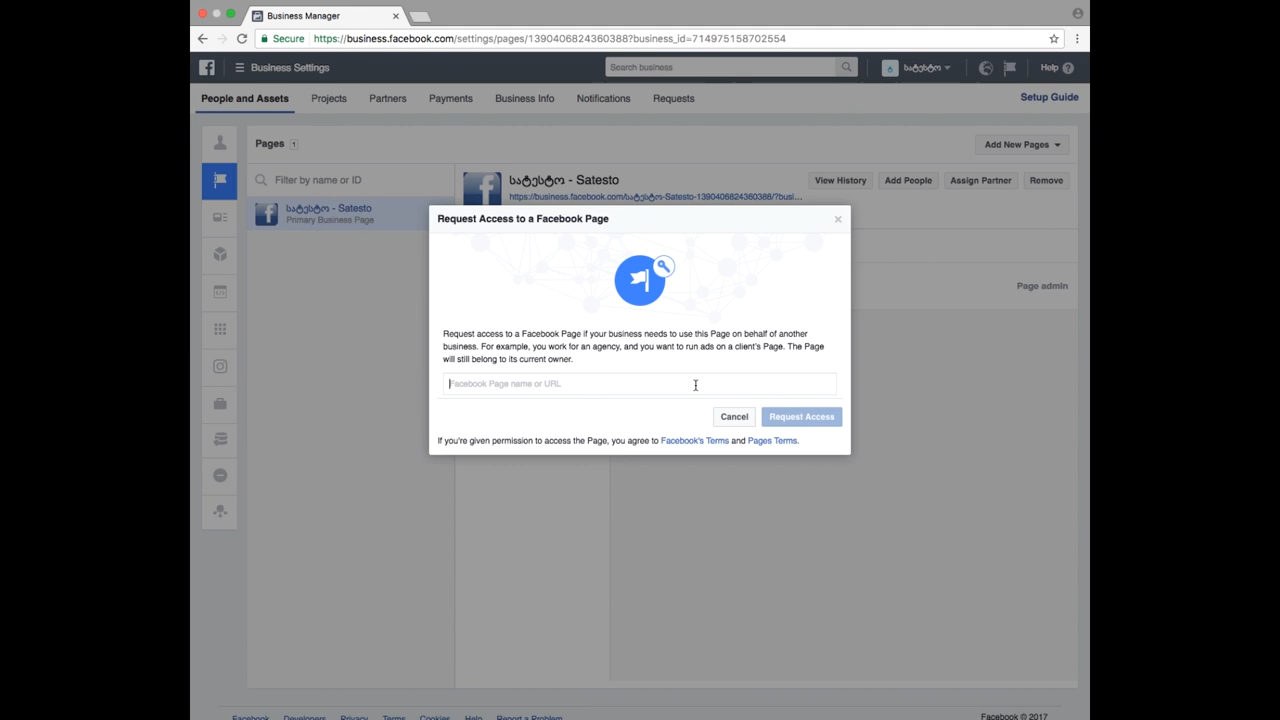 Business Manager
Secure https://business.facebook.com/settings/pages/1390406824360388?business_id=714975158702554
Business Settings
Search business
სატესტო
Help
People and Assets
Projects
Partners
Payments
Business Info
Notifications
Requests
Setup Guide
Pages 1
Add New Pages
Filter by name or ID
სატესტო - Satesto
Primary Business Page
სატესტო - Satesto
https://business.facebook.com/სატესტო-Satesto-1390406824360388/?busi...
View History
Add People
Assign Partner
Remove
Page admin
Request Access to a Facebook Page
Request access to a Facebook Page if your business needs to use this Page on behalf of another
business. For example, you work for an agency, and you want to run ads on a client's Page. The Page
will still belong to its current owner.
Facebook Page name or URL
Cancel
Request Access
If you're given permission to access the Page, you agree to Facebook's Terms and Pages Terms.
Facebook
Developers
Privacy
Terms
Cookies
Help
Report a Problem
Facebook © 2017